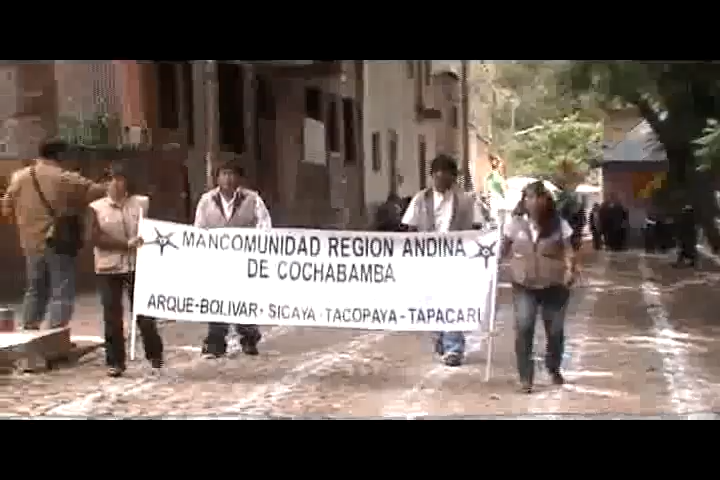 MANCOMUNIDAD REGION ANDINA
DE COCHABAMBA
ARQUE-BOLIVAR-SICAYA-TACOPAYA-TAPACARI